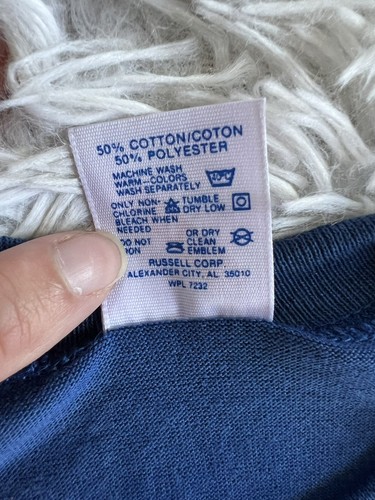 50% COTTON/COTON
50% POLYESTER
MACHINE WASH
WARM-COLORS
WASH SEPARATELY
ONLY NON- TUMBLE
CHLORINE DRY LOW
BLEACH WHEN
NEEDED
NOT OR DRY
CLEAN
EMBLEM
RUSSELL CORP
ALEXANDER CITY, AL 35010
WPL 7232